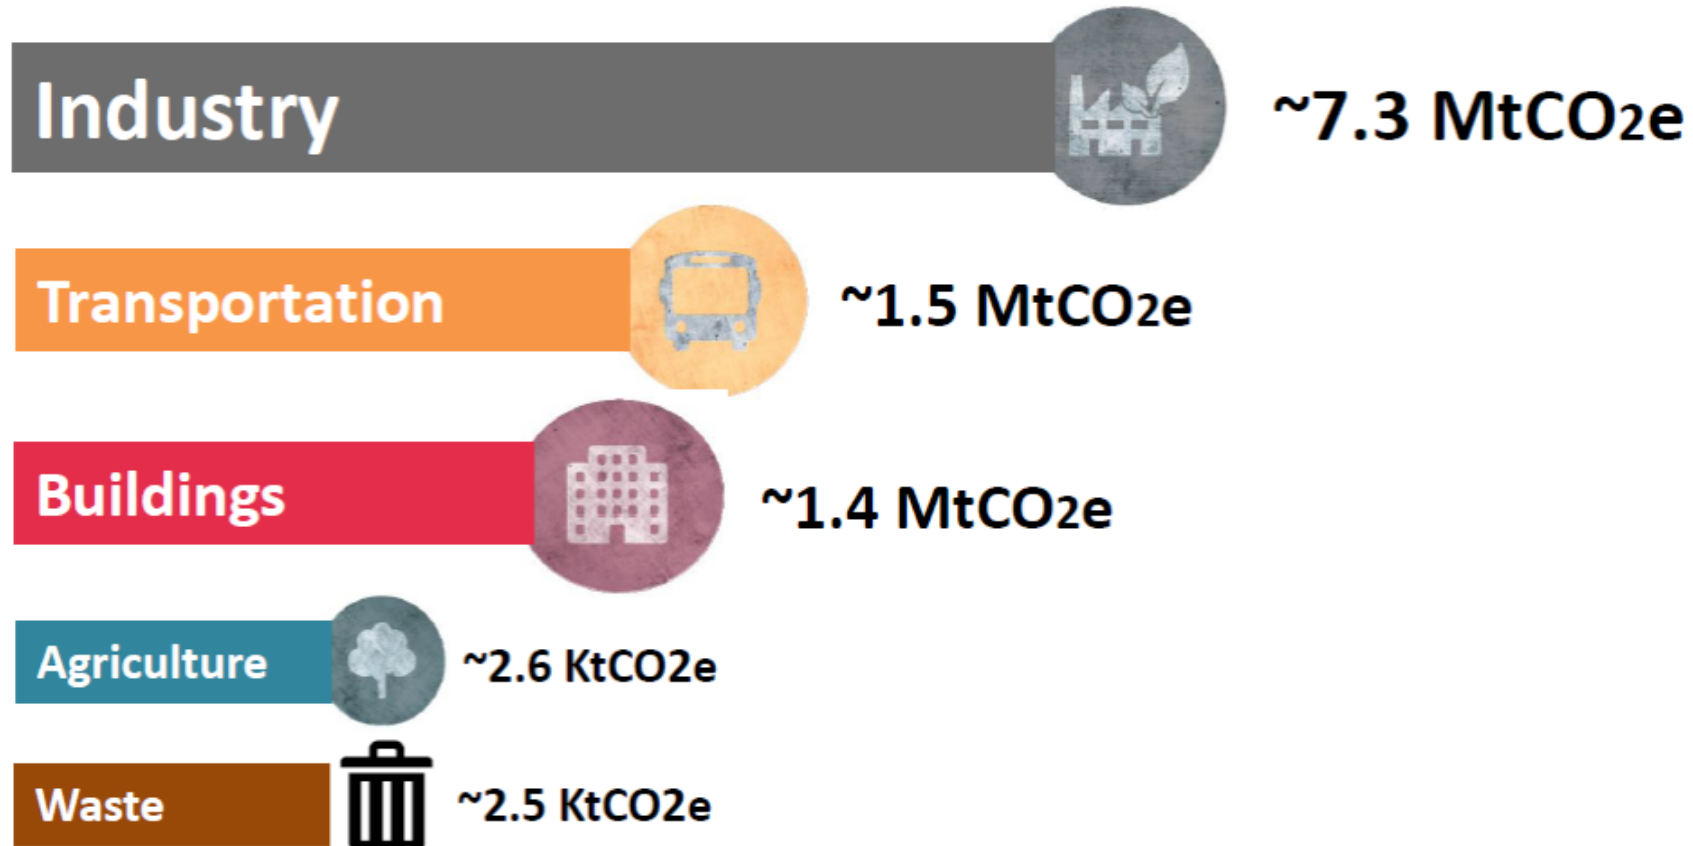 Industry ~7.3 MtCO2e
Transportation ~1.5 MtCO2e
Buildings ~1.4 MtCO2e
Agriculture ~2.6 KtCO2e
Waste ~2.5 KtCO2e